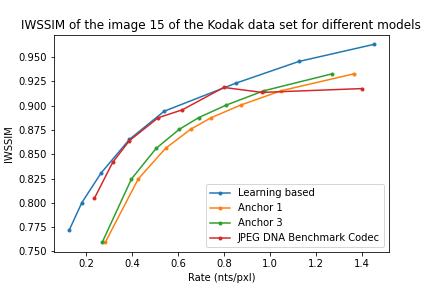 IWSSIM of the image 15 of the Kodak data set for different models
0.950
0.925
0.900
0.875
0.850
0.825
0.800
0.775
0.750
IWSSIM
Learning based
Anchor 1
Anchor 3
JPEG DNA Benchmark Codec
0.2 0.4 0.6 0.8 1.0 1.2 1.4
Rate (nts/pxl)